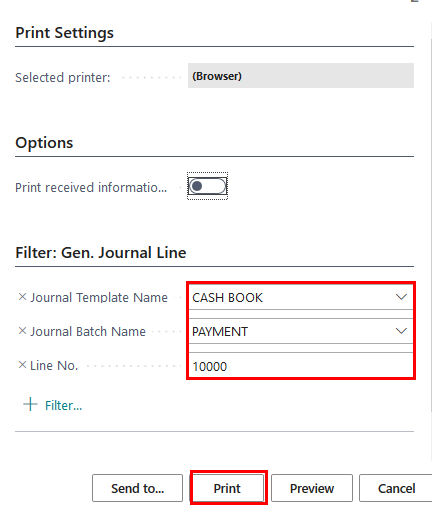 Print Settings
Selected printer: (Browser)
Options
Print received informatio...
Filter: Gen. Journal Line
× Journal Template Name CASH BOOK
× Journal Batch Name PAYMENT
× Line No. 10000
+ Filter...
Send to... Print Preview Cancel